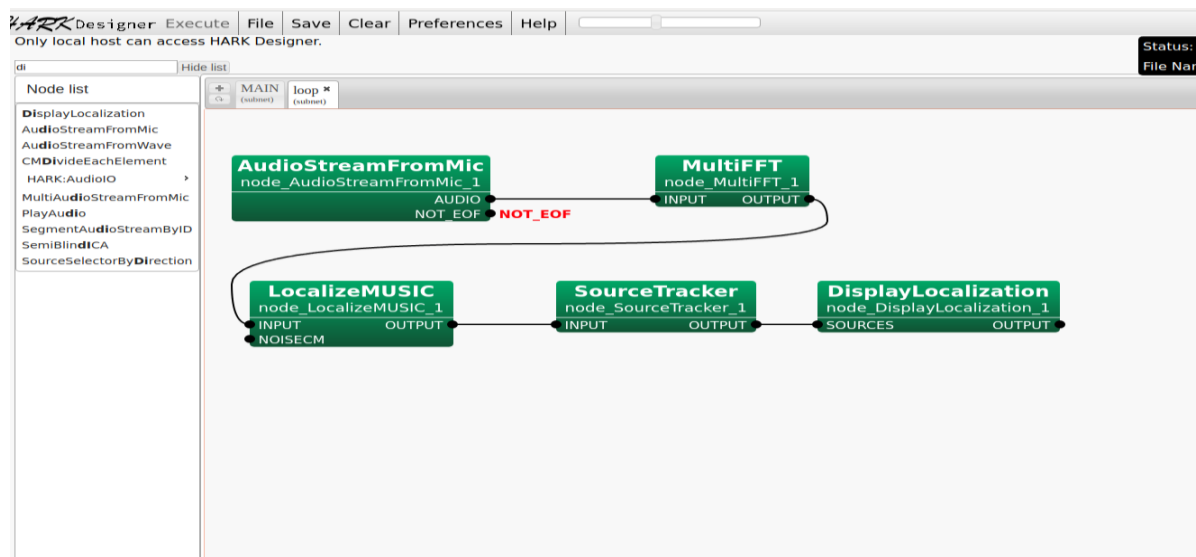 HARK Designer Execute File Save Clear Preferences Help
Only local host can access HARK Designer.
Status:
File Nar
di Hide list
Node list
MAIN
(subnet)
loop ×
(subnet)
DisplayLocalization
AudioStreamFromMic
AudioStreamFromWave
CMDivideEachElement
HARK:AudioIO ›
MultiAudioStreamFromMic
PlayAudio
SegmentAudioStreamByID
SemiBlindICA
SourceSelectorByDirection
AudioStreamFromMic
node_AudioStreamFromMic_1
AUDIO
NOT_EOF NOT_EOF
MultiFFT
node_MultiFFT_1
INPUT OUTPUT
LocalizeMUSIC
node_LocalizeMUSIC_1
INPUT OUTPUT
NOISECM
SourceTracker
node_SourceTracker_1
INPUT OUTPUT
DisplayLocalization
node_DisplayLocalization_1
SOURCES OUTPUT